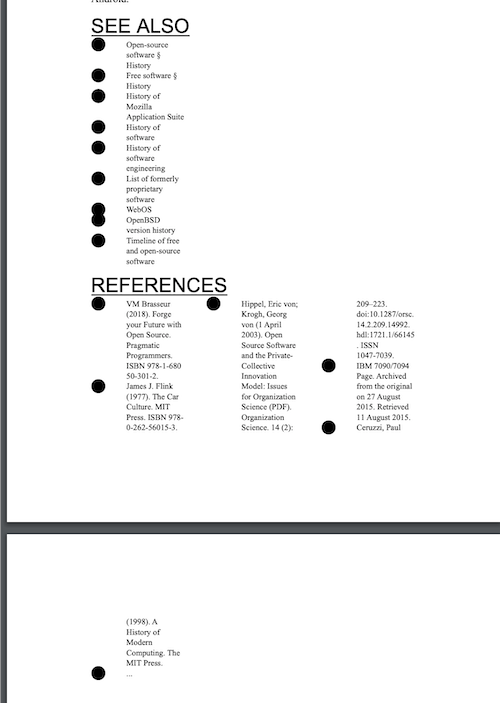 Android.
SEE ALSO
Open-source
software §
History
Free software §
History
History of
Mozilla
Application Suite
History of
software
History of
software
engineering
List of formerly
proprietary
software
WebOS
OpenBSD
version history
Timeline of free
and open-source
software
REFERENCES
VM Brasseur
(2018). Forge
your Future with
Open Source.
Pragmatic
Programmers.
ISBN 978-1-680
50-301-2.
James J. Flink
(1977). The Car
Culture. MIT
Press. ISBN 978-
0-262-56015-3.
Hippel, Eric von;
Krogh, Georg
von (1 April
2003). Open
Source Software
and the Private-
Collective
Innovation
Model: Issues
for Organization
Science (PDF).
Organization
Science. 14 (2):
209–223.
doi:10.1287/orsc.
14.2.209.14992.
hdl:1721.1/66145
. ISSN
1047-7039.
IBM 7090/7094
Page. Archived
from the original
on 27 August
2015. Retrieved
11 August 2015.
Ceruzzi, Paul
(1998). A
History of
Modern
Computing. The
MIT Press.
...